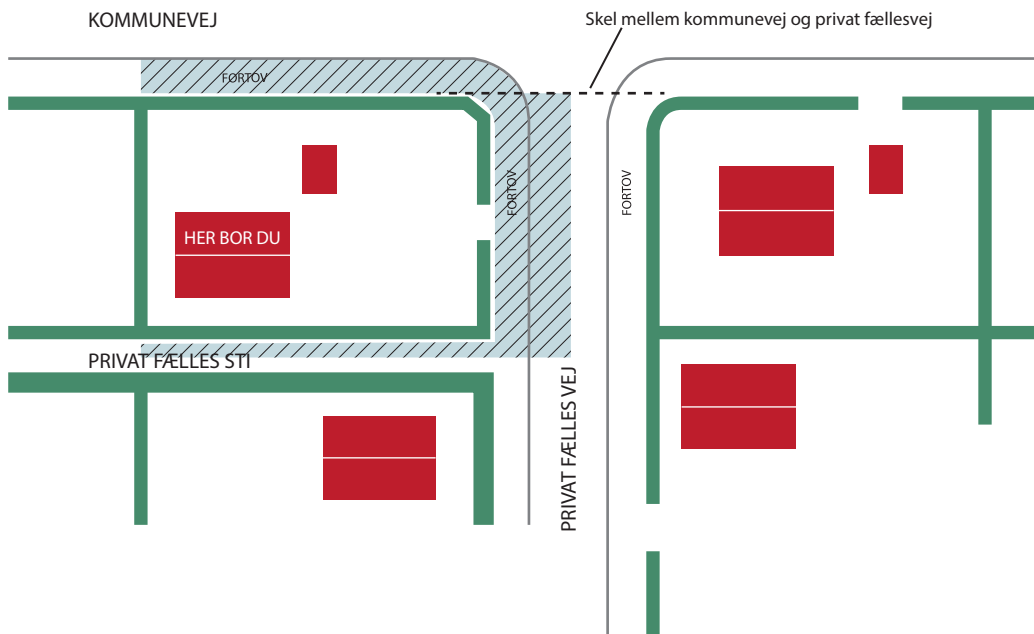 KOMMUNEVEJ
Skel mellem kommunevej og privat fællesvej
FORTOV
FORTOV
FORTOV
HER BOR DU
PRIVAT FÆLLES STI
PRIVAT FÆLLES VEJ